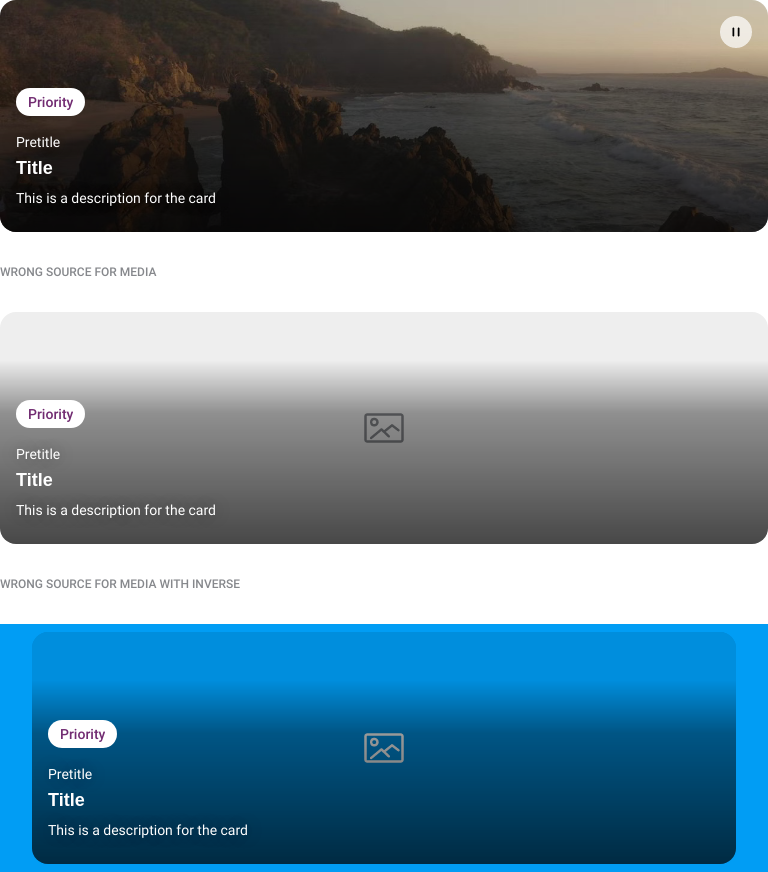 Priority
Pretitle
Title
This is a description for the card
WRONG SOURCE FOR MEDIA
Priority
Pretitle
Title
This is a description for the card
WRONG SOURCE FOR MEDIA WITH INVERSE
Priority
Pretitle
Title
This is a description for the card